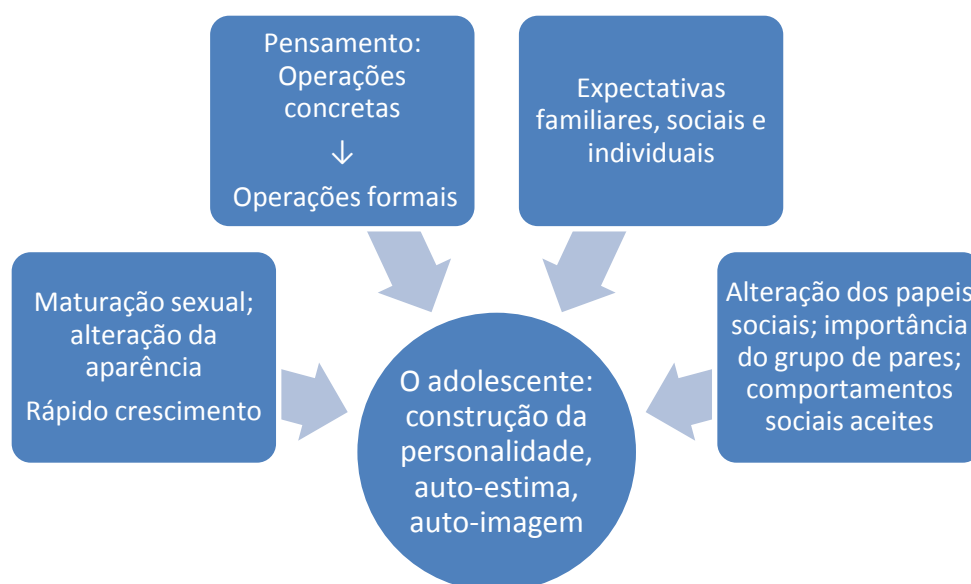 Pensamento:
Operações
concretas
↓
Operações formais
Expectativas
familiares, sociais e
individuais
Maturação sexual;
alteração da
aparência
Rápido crescimento
Alteração dos papeis
sociais; importância
do grupo de pares;
comportamentos
sociais aceites
O adolescente:
construção da
personalidade,
auto-estima,
auto-imagem